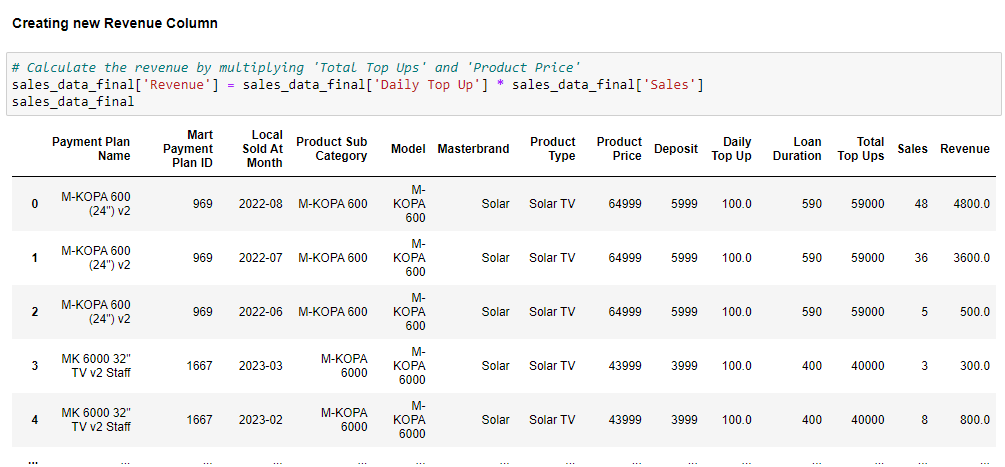 Creating new Revenue Column
# Calculate the revenue by multiplying 'Total Top Ups' and 'Product Price'
sales_data_final['Revenue'] = sales_data_final['Daily Top Up'] * sales_data_final['Sales']
sales_data_final
Payment Plan Name Mart Payment Plan ID Local Sold At Month Product Sub Category Model Masterbrand Product Type Product Price Deposit Daily Top Up Loan Duration Total Top Ups Sales Revenue
0 M-KOPA 600 (24") v2 969 2022-08 M-KOPA 600 M-KOPA 600 Solar Solar TV 64999 5999 100.0 590 59000 48 4800.0
1 M-KOPA 600 (24") v2 969 2022-07 M-KOPA 600 M-KOPA 600 Solar Solar TV 64999 5999 100.0 590 59000 36 3600.0
2 M-KOPA 600 (24") v2 969 2022-06 M-KOPA 600 M-KOPA 600 Solar Solar TV 64999 5999 100.0 590 59000 5 500.0
3 MK 6000 32" TV v2 Staff 1667 2023-03 M-KOPA 6000 M-KOPA 6000 Solar Solar TV 43999 3999 100.0 400 40000 3 300.0
4 MK 6000 32" TV v2 Staff 1667 2023-02 M-KOPA 6000 M-KOPA 6000 Solar Solar TV 43999 3999 100.0 400 40000 8 800.0
... ... ... ... ... ... ... ... ... ... ... ... ... ... ...